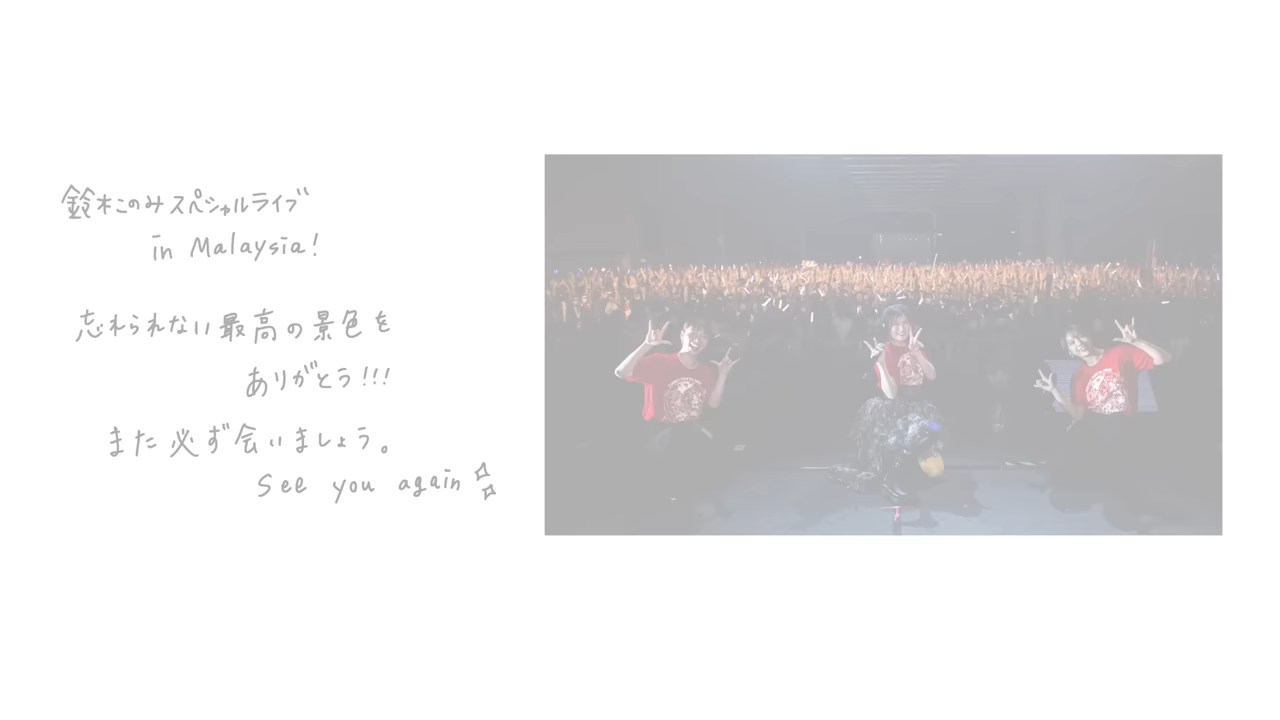 鈴木このみスペシャルライブ
in Malaysia!
忘れられない最高の景色を
ありがとう!!!
また必ず会いましょう。
See you again